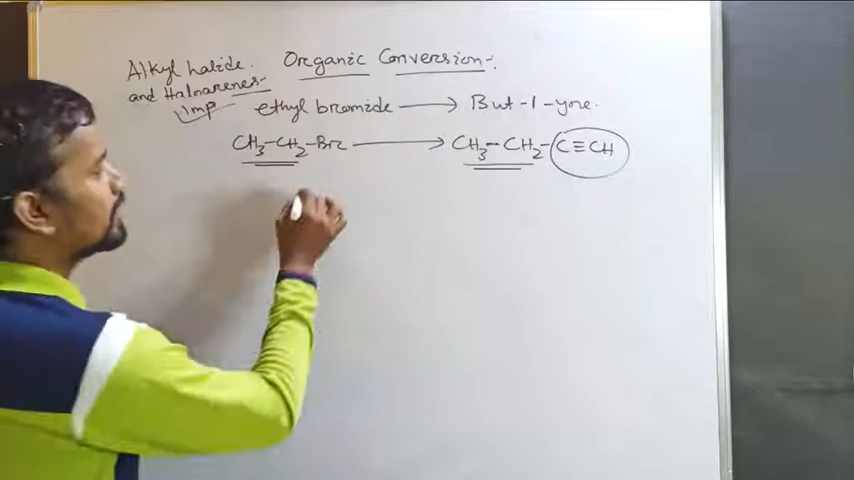 Alkyl halide. Organic Conversion:-
and Haloarenes-
Imp ethyl bromide → But-1-yne.
CH₃-CH₂-Br → CH₃-CH₂-C≡CH